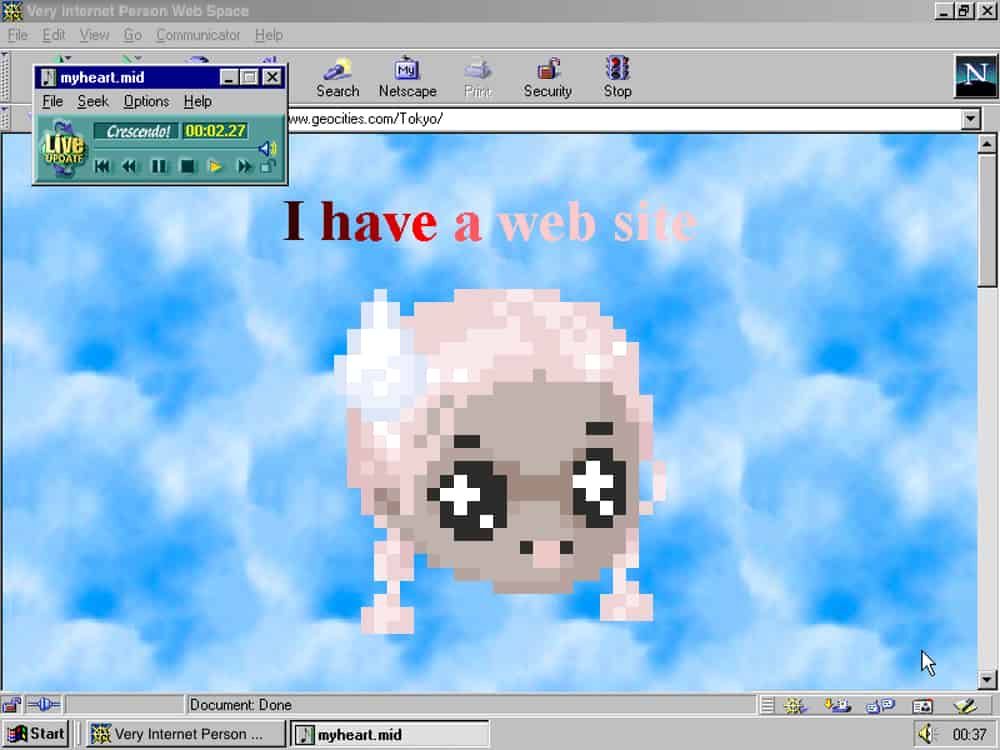 Very Internet Person Web Space
File Edit View Go Communicator Help
myheart.mid
File Seek Options Help
Live
UPDATE
Crescendo! 00:02.27
Search
My
Netscape
Print
Security
Stop
N
ww.geocities.com/Tokyo/
I have a web site
Document: Done
Start
Very Internet Person ...
myheart.mid
00:37